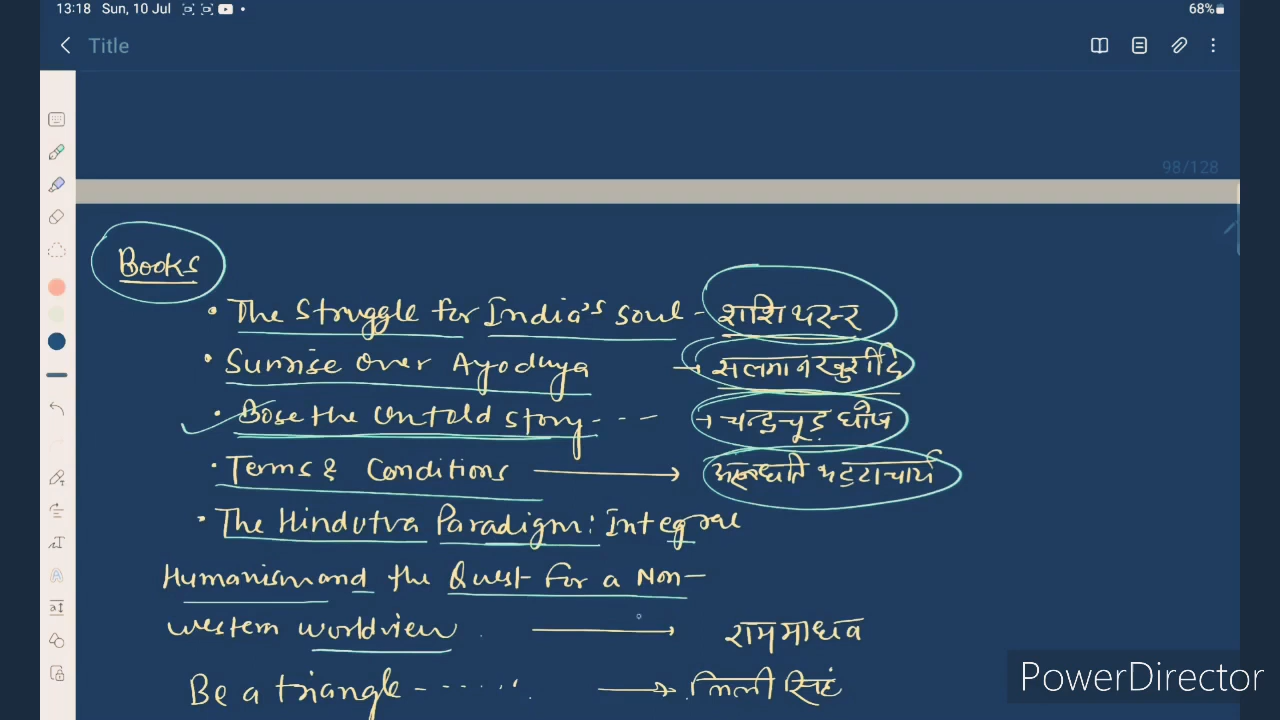 13:18 Sun, 10 Jul
68%
Title
98/128
Books
• The Struggle for India's soul - शशि थरूर
• Sunrise over Ayodhya → सलमान खुर्शीद
• Bose the Untold story - - - → चन्द्रचूड़ घोष
• Terms & Conditions → अरून्धति भट्टाचार्य
• The Hindutva Paradigm: Integral
Humanism and the Quest for a Non-
western worldview → राम माधव
Be a triangle - - - - - → लिली सिंह
PowerDirector